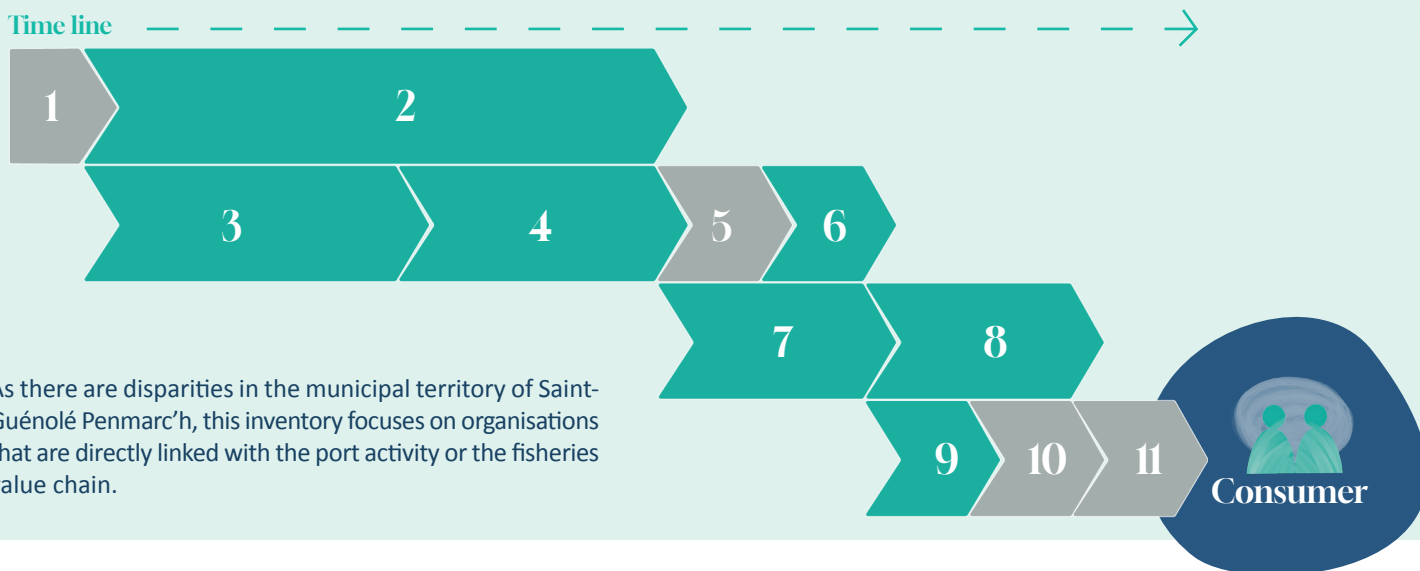 Time line
1
2
3
4
5
6
7
8
As there are disparities in the municipal territory of Saint-
Guénolé Penmarc’h, this inventory focuses on organisations
that are directly linked with the port activity or the fisheries
value chain.
9
10
11
Consumer